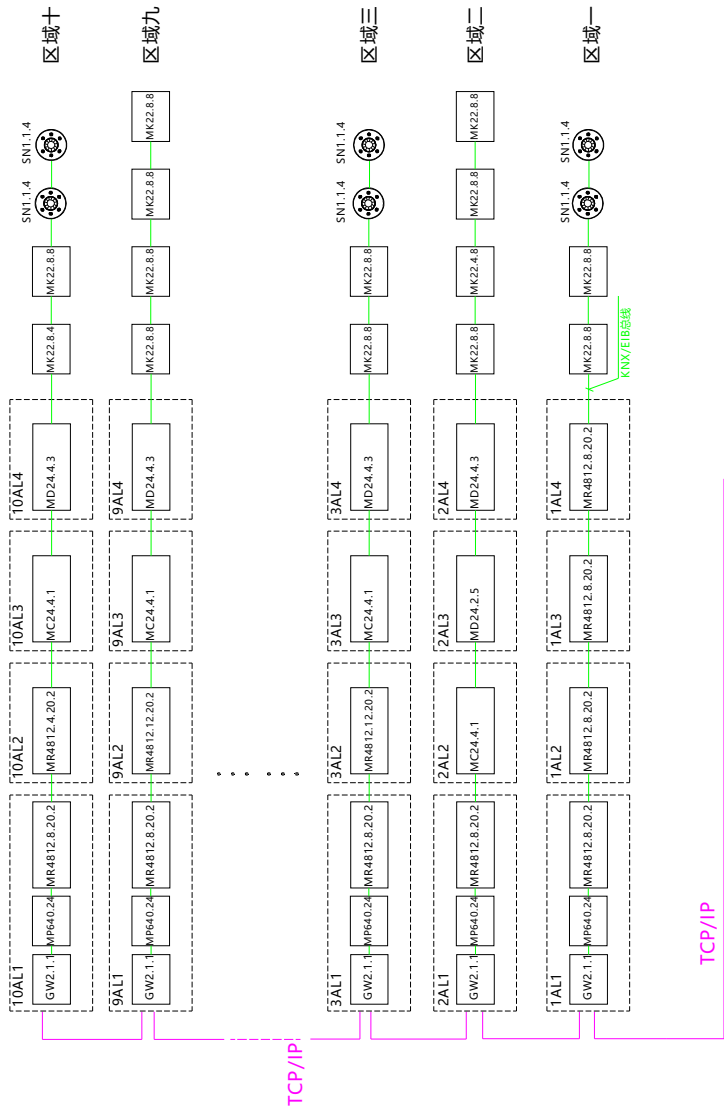 区域十
SN1.1.4
SN1.1.4
MK22.8.8
MK22.8.4
10AL4
MD24.4.3
10AL3
MC24.4.1
10AL2
MR4812.4.20.2
10AL1
MR4812.8.20.2
MP640.24
GW2.1.1
区域九
MK22.8.8
MK22.8.8
MK22.8.8
MK22.8.8
9AL4
MD24.4.3
9AL3
MC24.4.1
9AL2
MR4812.12.20.2
9AL1
MR4812.8.20.2
MP640.24
GW2.1.1
区域三
SN1.1.4
SN1.1.4
MK22.8.8
MK22.8.8
3AL4
MD24.4.3
3AL3
MC24.4.1
3AL2
MR4812.12.20.2
3AL1
MR4812.8.20.2
MP640.24
GW2.1.1
区域二
MK22.8.8
MK22.8.8
MK22.4.8
MK22.8.8
2AL4
MD24.4.3
2AL3
MD24.2.5
2AL2
MC24.4.1
2AL1
MR4812.8.20.2
MP640.24
GW2.1.1
区域一
SN1.1.4
SN1.1.4
MK22.8.8
MK22.8.8
KNX/EIB总线
1AL4
MR4812.8.20.2
1AL3
MR4812.8.20.2
1AL2
MR4812.8.20.2
1AL1
MR4812.8.20.2
MP640.24
GW2.1.1
TCP/IP
TCP/IP